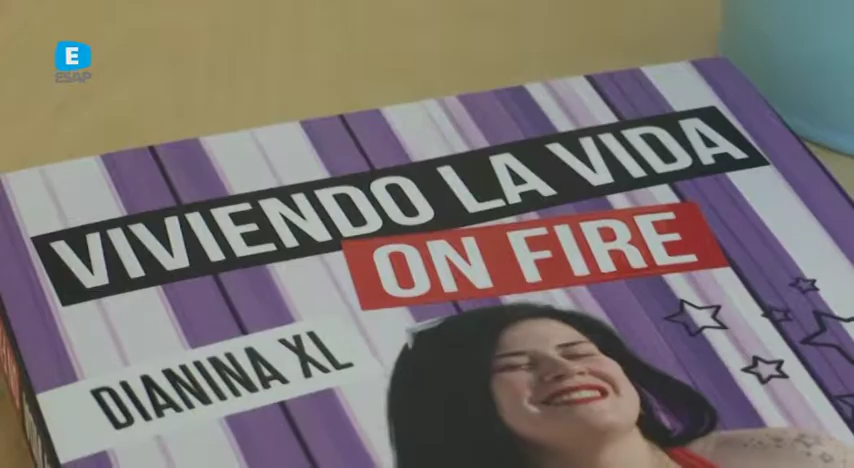 E
ESAP
VIVIENDO LA VIDA
ON FIRE
DIANINA XL